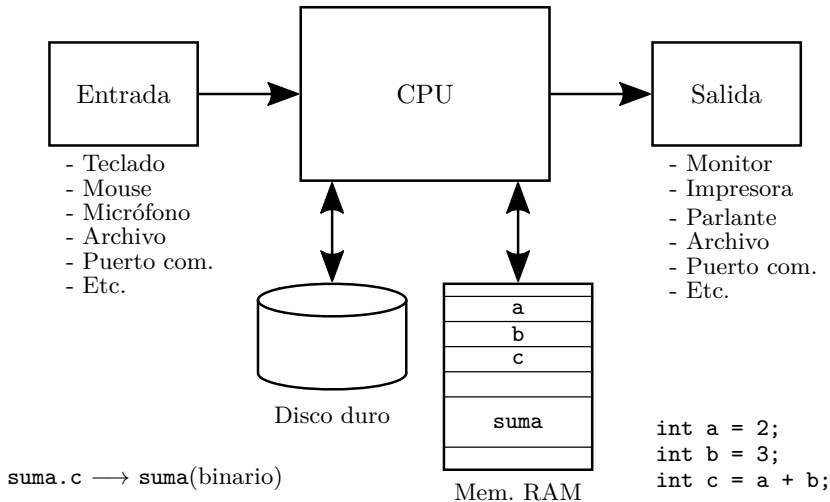 Entrada
CPU
Salida
- Teclado
- Mouse
- Micrófono
- Archivo
- Puerto com.
- Etc.
- Monitor
- Impresora
- Parlante
- Archivo
- Puerto com.
- Etc.
a
b
c
suma
Disco duro
Mem. RAM
suma.c ⟶ suma(binario)
int a = 2;
int b = 3;
int c = a + b;